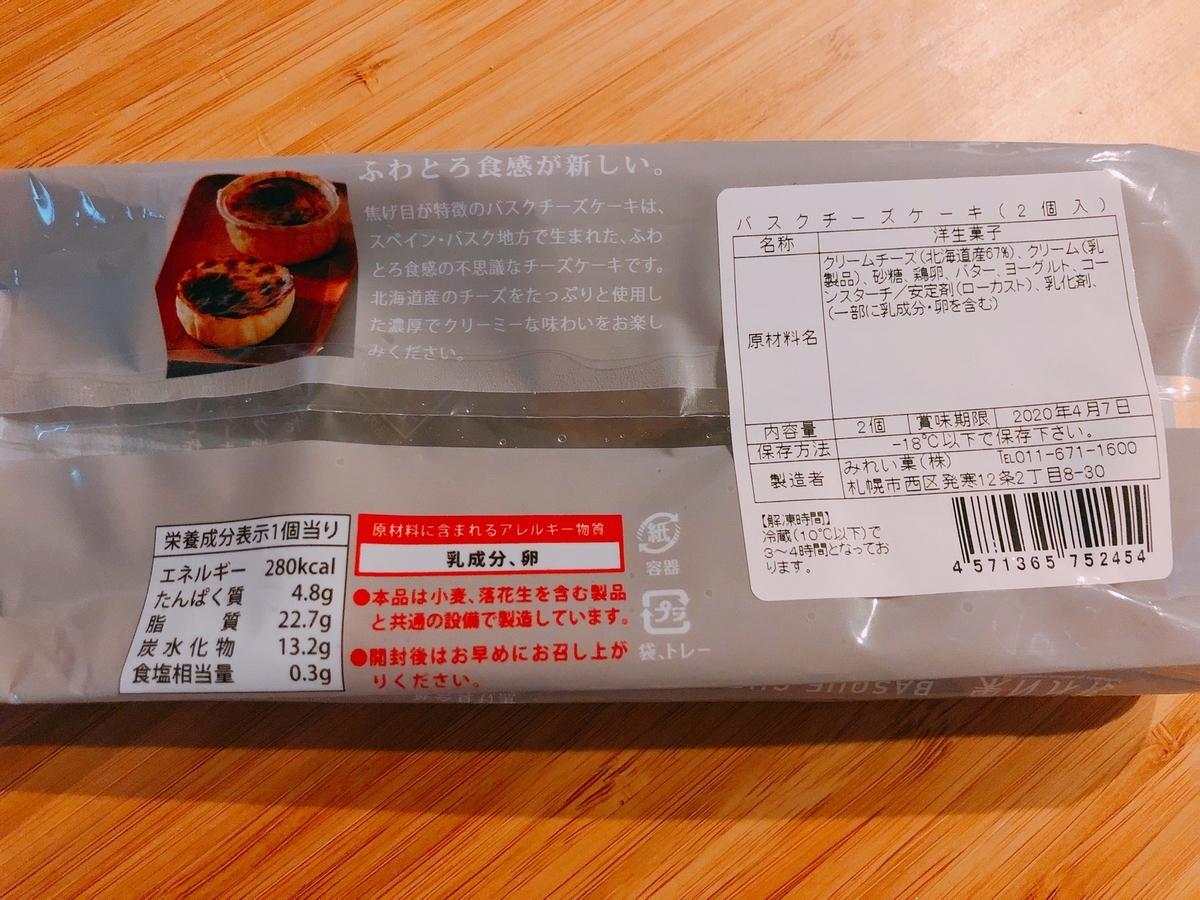 ふわとろ食感が新しい。
焦げ目が特徴のバスクチーズケーキは、
スペイン・バスク地方で生まれた、ふわ
とろ食感の不思議なチーズケーキです。
北海道産のチーズをたっぷりと使用し
た濃厚でクリーミーな味わいをお楽し
みください。
栄養成分表示1個当り
エネルギー 280kcal
たんぱく質 4.8g
脂質 22.7g
炭水化物 13.2g
食塩相当量 0.3g
原材料に含まれるアレルギー物質
乳成分、卵
●本品は小麦、落花生を含む製品
と共通の設備で製造しています。
●開封後はお早めにお召し上が
りください。
紙
容器
プラ
袋、トレー
バスクチーズケーキ(2個入)
名称 洋生菓子
原材料名
クリームチーズ(北海道産67%)、クリーム(乳
製品)、砂糖、鶏卵、バター、ヨーグルト、コー
ンスターチ/安定剤(ローカスト)、乳化剤、
(一部に乳成分・卵を含む)
内容量 2個 賞味期限 2020年4月7日
保存方法 -18℃以下で保存下さい。
製造者 みれい菓(株) TEL011-671-1600
札幌市西区発寒12条2丁目8-30
【解凍時間】
冷蔵(10℃以下)で
3~4時間となってお
ります。
4 571365 752454
みれい菓 BASQUE